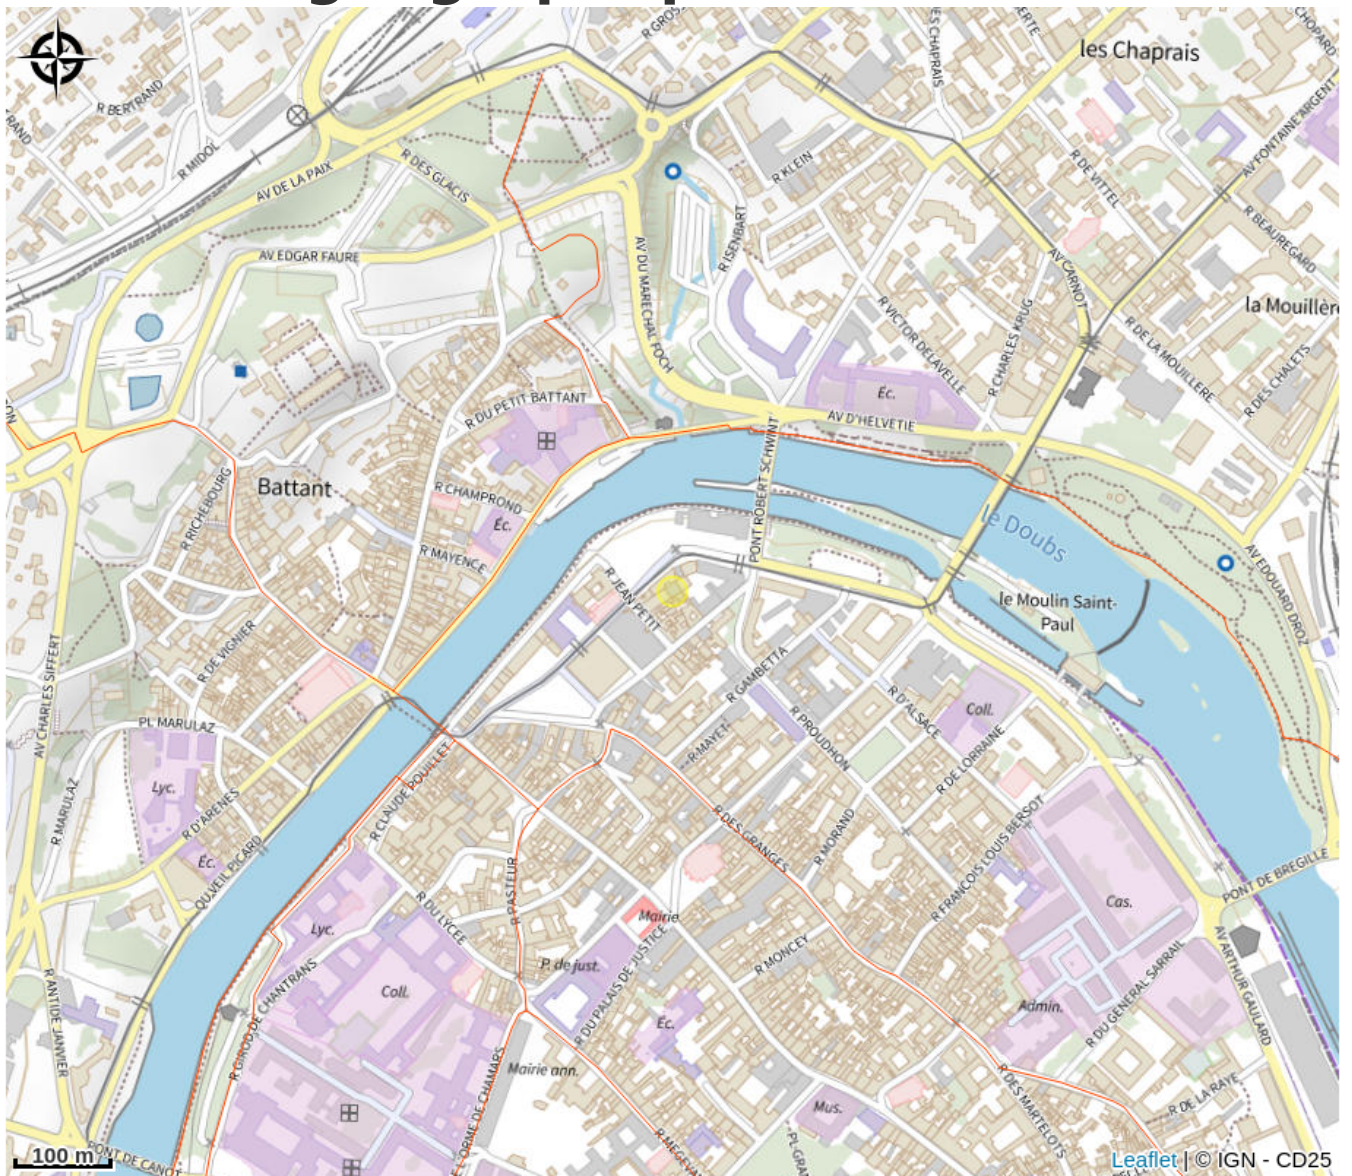 les Chaprais
R BERTRAND
R MIDOL
AV DE LA PAIX
R DES GLACIS
R KLEIN
R DE VITTEL
AV FONTAINE ARGENT
R BEAUREGARD
R ISENBART
AV EDGAR FAURE
AV DU MARECHAL FOCH
AV CARNOT
la Mouillère
R VICTOR DELAVELLE
R CHARLES KRUG
R DE LA MOUILLERE
R DES CHALETS
R DU PETIT BATTANT
Éc.
AV D'HELVETIE
PONT ROBERT SCHWINT
Battant
R RICHEBOURG
R CHAMPROND
Éc.
R MAYENCE
le Doubs
AV EDOUARD DROZ
R JEAN PETIT
le Moulin Saint-
Paul
R DE VIGNIER
AV CHARLES SIFFERT
R GAMBETTA
R D'ALSACE
Coll.
PL MARULAZ
R PROUDHON
R MAYET
R DE LORRAINE
Lyc.
R MARULAZ
R CLAUDE POUILLET
R D'ARENES
Éc.
QU VEIL PICARD
R DES GRANGES
R MORAND
R FRANCOIS LOUIS BERSOT
PONT DE BREGILLE
R PASTEUR
R DU LYCEE
Cas.
Lyc.
Mairie
P. de just.
R DU PALAIS DE JUSTICE
R MONCEY
AV ARTHUR GAULARD
R ANTIDE JANVIER
R GIROD DE CHANTRANS
Coll.
Admin.
R DU GENERAL SARRAIL
Éc.
Mairie ann.
R DES MARTELOTS
R DE LA RAYE
Mus.
PL GRA
R MEGEVAN
L'ORME DE CHAMARS
PONT DE CANOT
100 m
Leaflet | © IGN - CD25